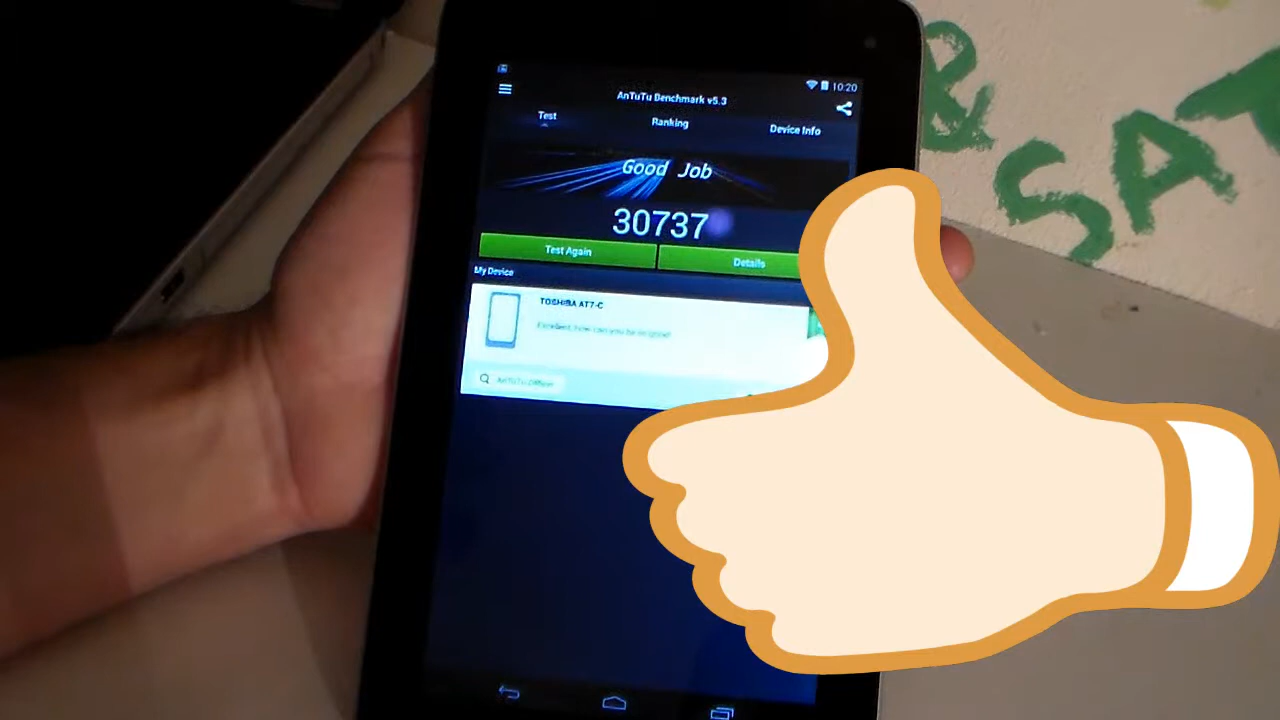 10:20
AnTuTu Benchmark v5.3
Test
Ranking
Device Info
Good Job
30737
Test Again
Details
My Device
TOSHIBA AT7-C
& SAT